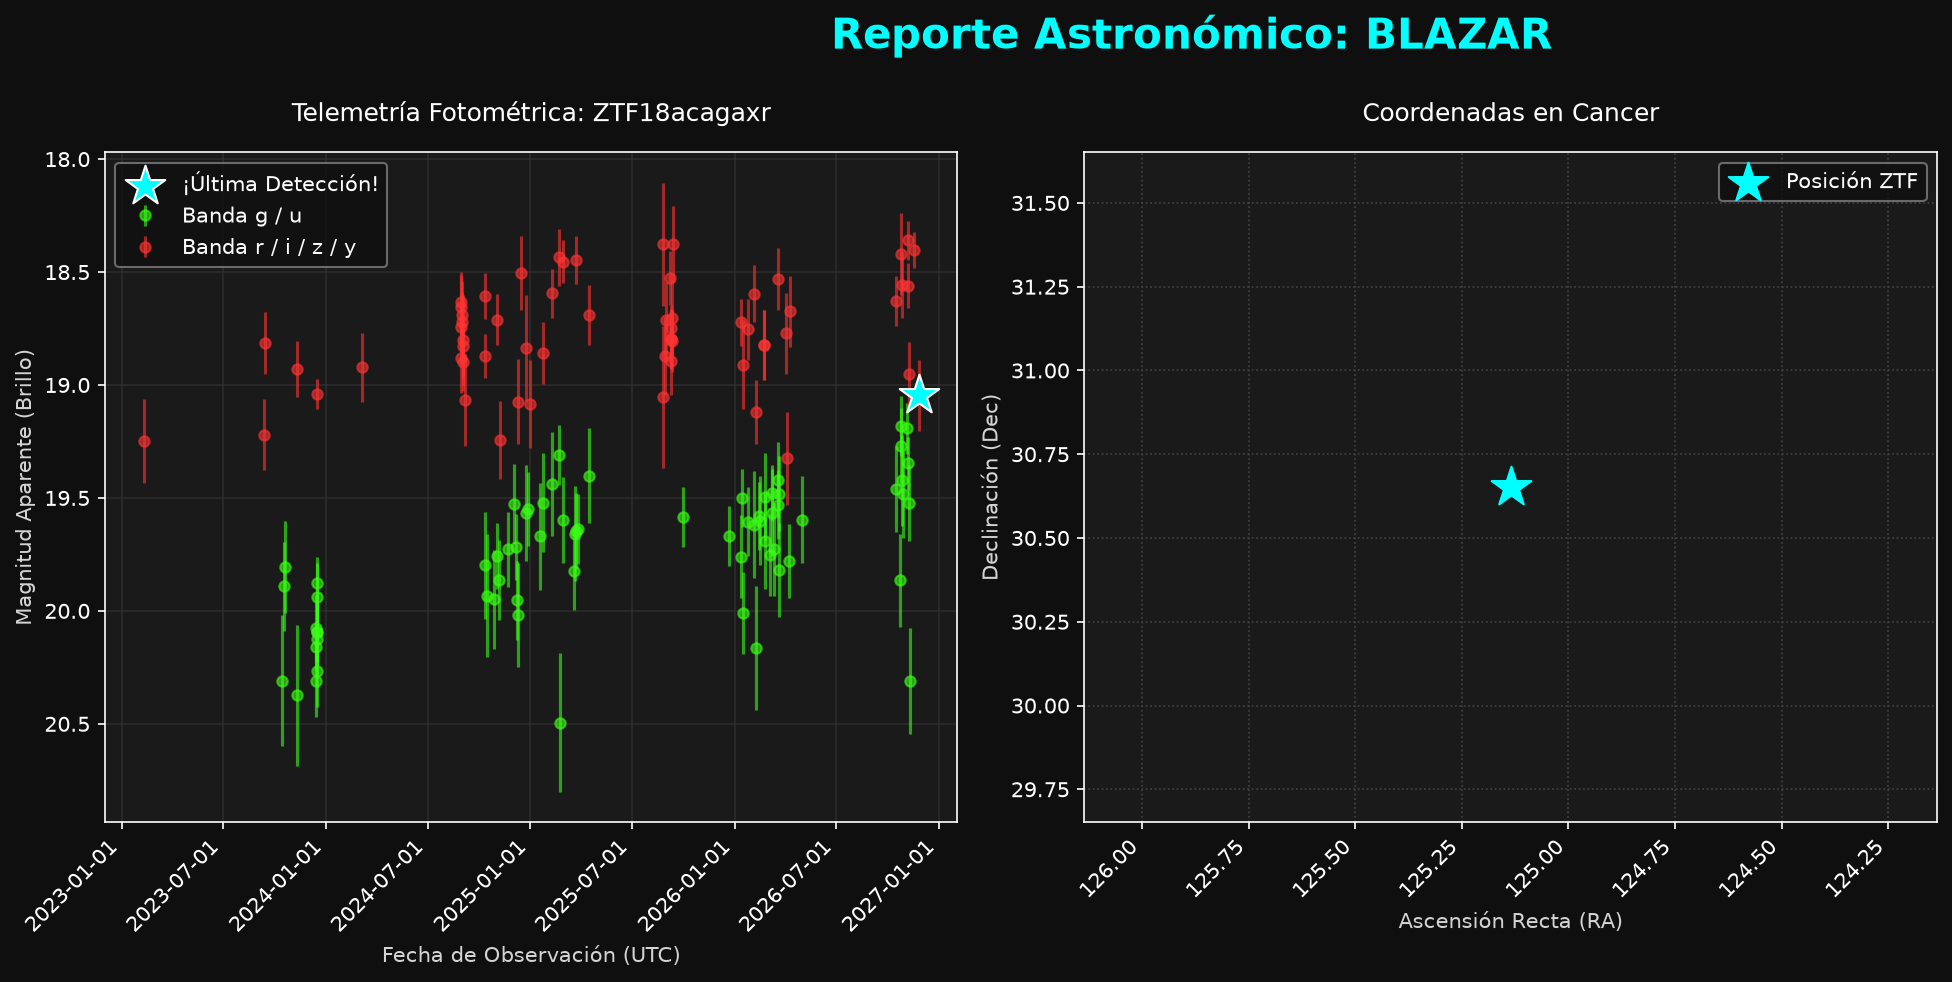 Reporte Astronómico: BLAZAR
Telemetría Fotométrica: ZTF18acagaxr
¡Última Detección!
Banda g / u
Banda r / i / z / y
Magnitud Aparente (Brillo)
18.0
18.5
19.0
19.5
20.0
20.5
2023-01-01
2023-07-01
2024-01-01
2024-07-01
2025-01-01
2025-07-01
2026-01-01
2026-07-01
2027-01-01
Fecha de Observación (UTC)
Coordenadas en Cancer
Posición ZTF
Declinación (Dec)
31.50
31.25
31.00
30.75
30.50
30.25
30.00
29.75
126.00
125.75
125.50
125.25
125.00
124.75
124.50
124.25
Ascensión Recta (RA)